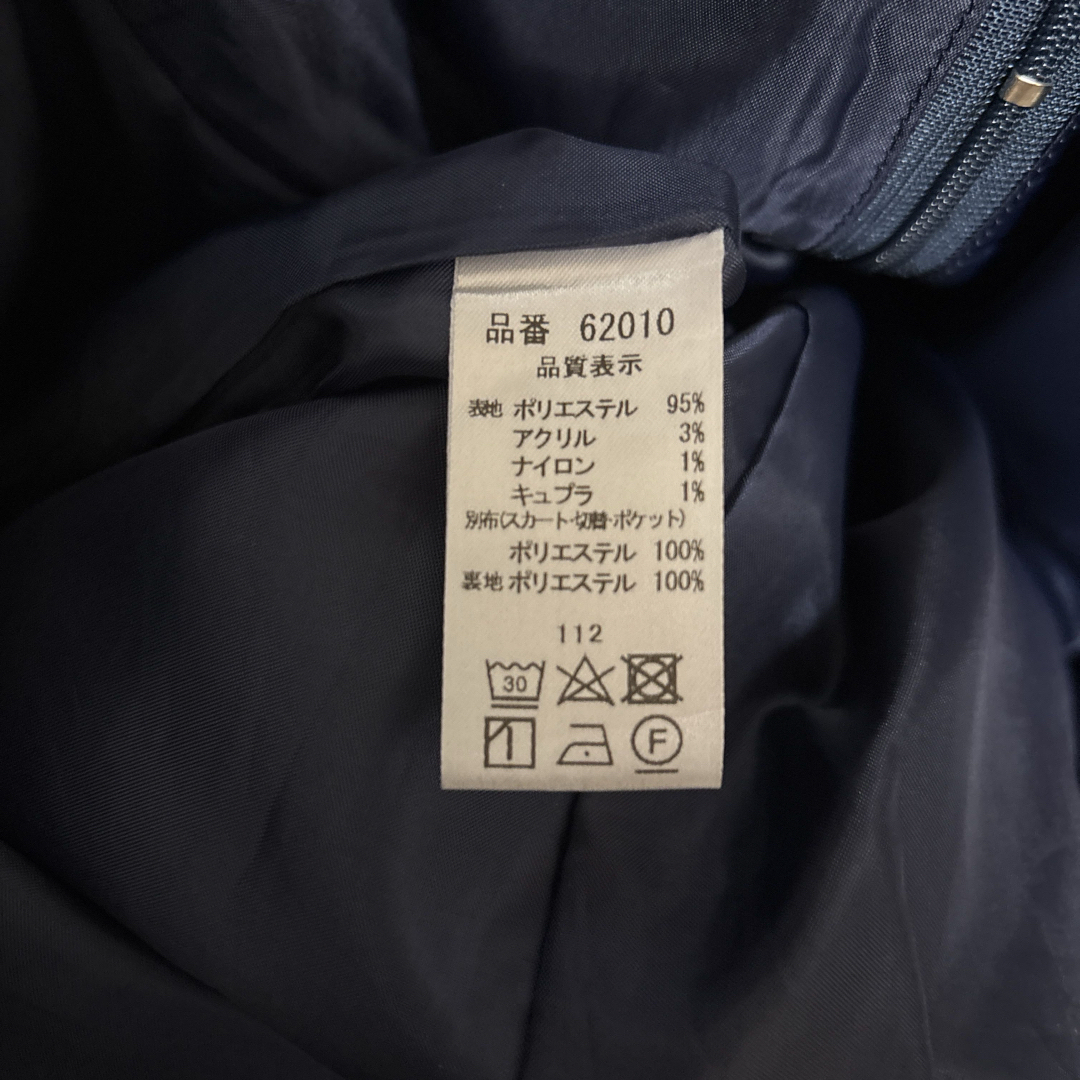 品番 62010
品質表示
表地 ポリエステル 95%
アクリル 3%
ナイロン 1%
キュプラ 1%
別布(スカート・切替・ポケット)
ポリエステル 100%
裏地 ポリエステル 100%
112
30
F